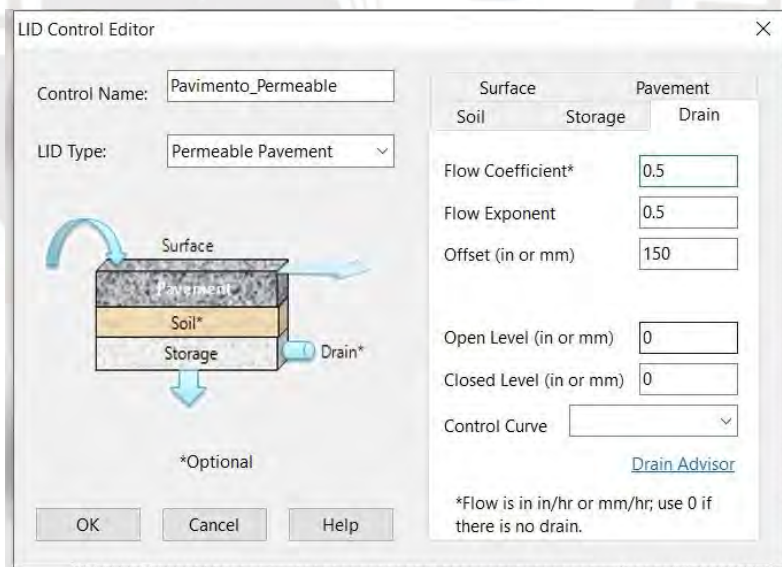 LID Control Editor
Control Name: Pavimento_Permeable
LID Type: Permeable Pavement
Surface
Pavement
Soil*
Storage
Drain*
*Optional
OK Cancel Help
Surface Pavement
Soil Storage Drain
Flow Coefficient* 0.5
Flow Exponent 0.5
Offset (in or mm) 150
Open Level (in or mm) 0
Closed Level (in or mm) 0
Control Curve
Drain Advisor
*Flow is in in/hr or mm/hr; use 0 if
there is no drain.